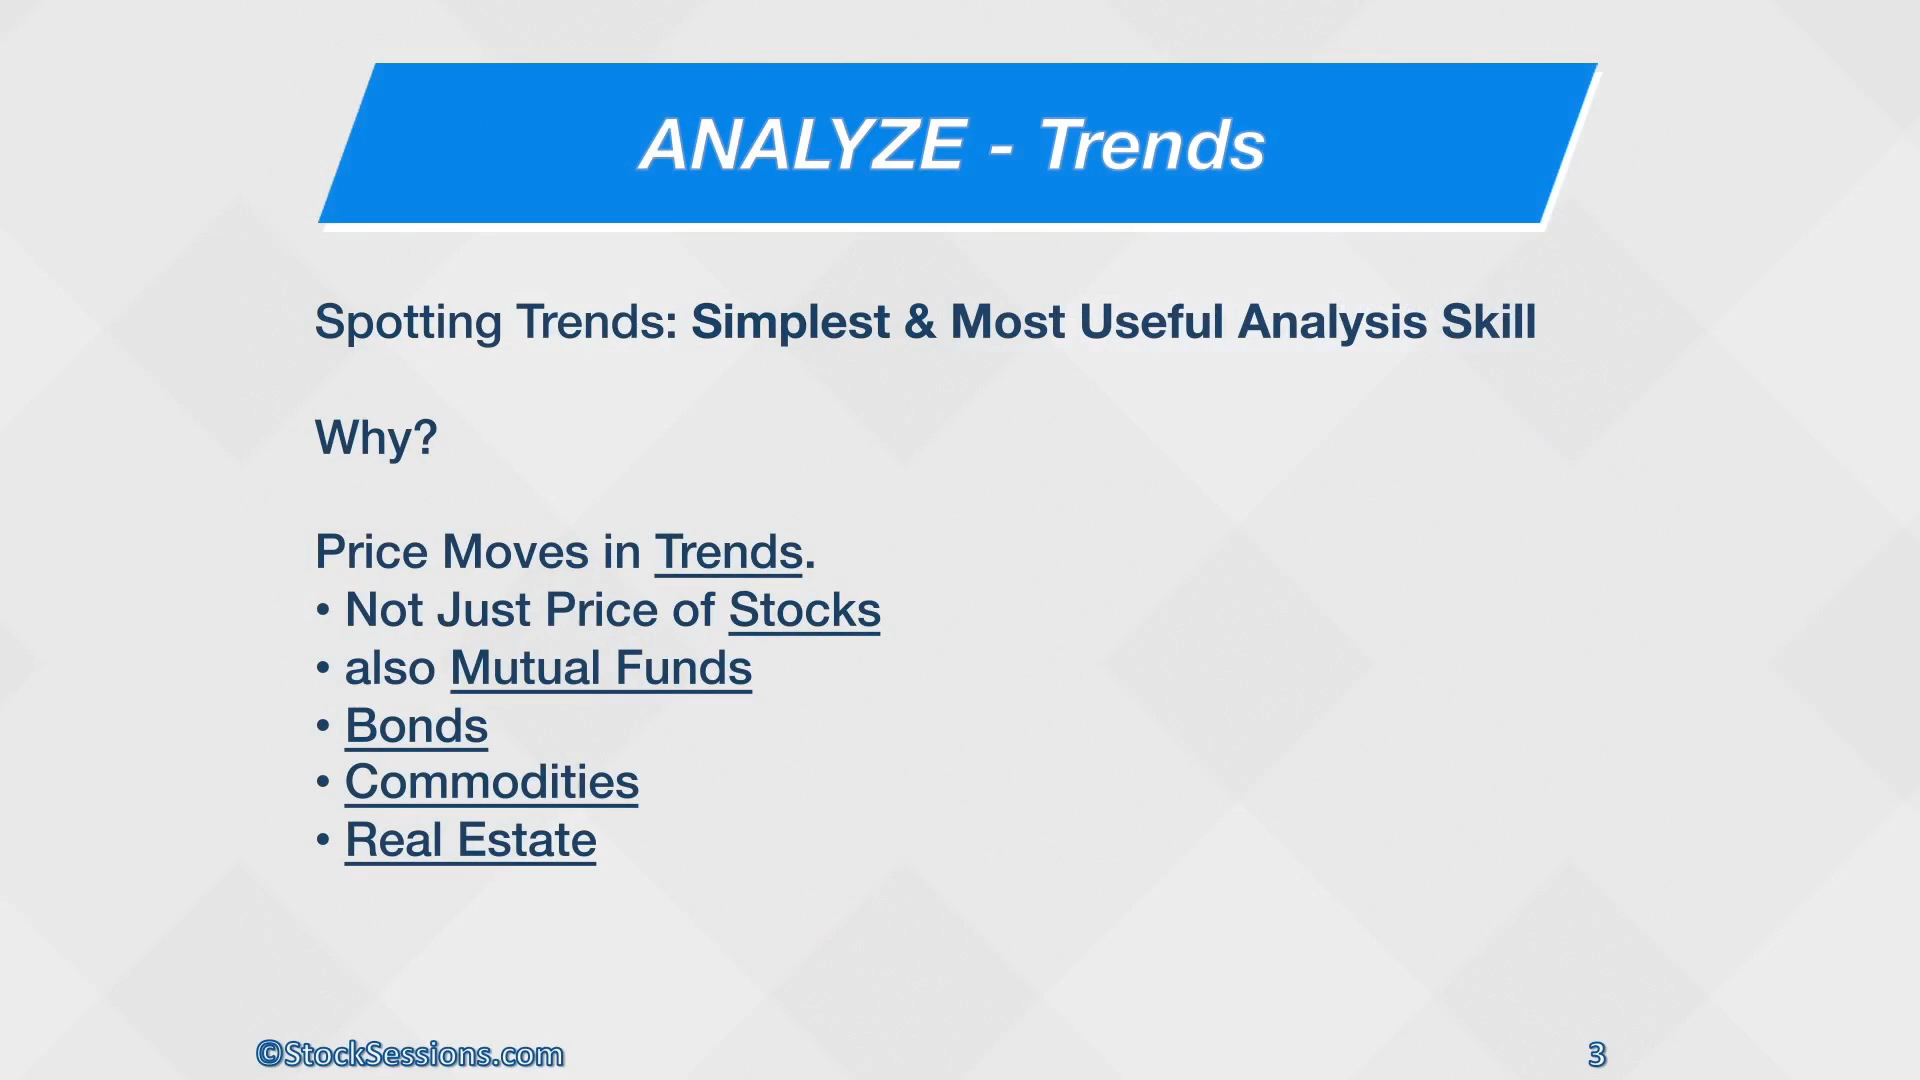 ANALYZE - Trends
Spotting Trends: Simplest & Most Useful Analysis Skill
Why?
Price Moves in Trends.
• Not Just Price of Stocks
• also Mutual Funds
• Bonds
• Commodities
• Real Estate
©StockSessions.com
3